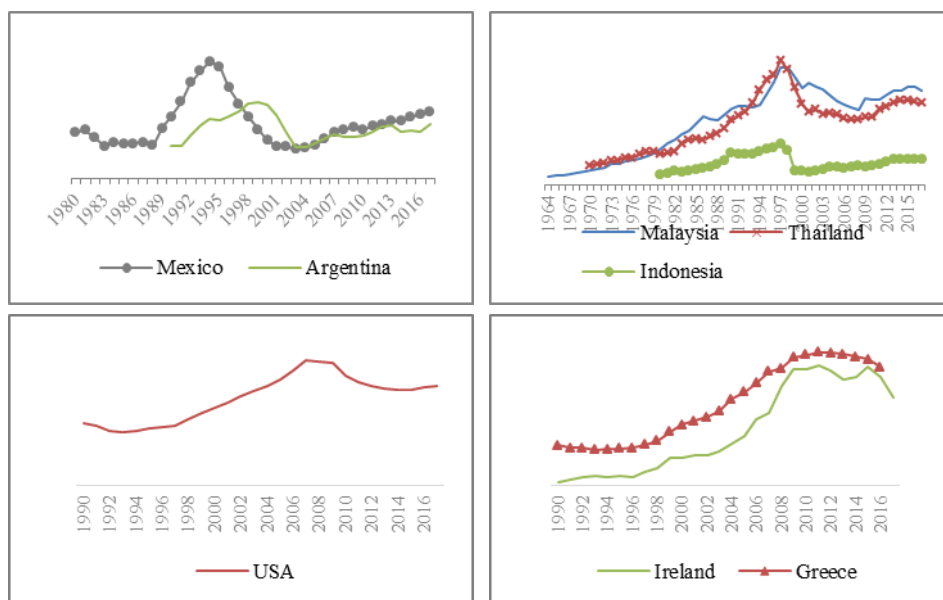 1980 1983 1986 1989 1992 1995 1998 2001 2004 2007 2010 2013 2016
Mexico Argentina
1964 1967 1970 1973 1976 1979 1982 1985 1988 1991 1994 1997 2000 2003 2006 2009 2012 2015
Malaysia Thailand
Indonesia
1990 1992 1994 1996 1998 2000 2002 2004 2006 2008 2010 2012 2014 2016
USA
1990 1992 1994 1996 1998 2000 2002 2004 2006 2008 2010 2012 2014 2016
Ireland Greece